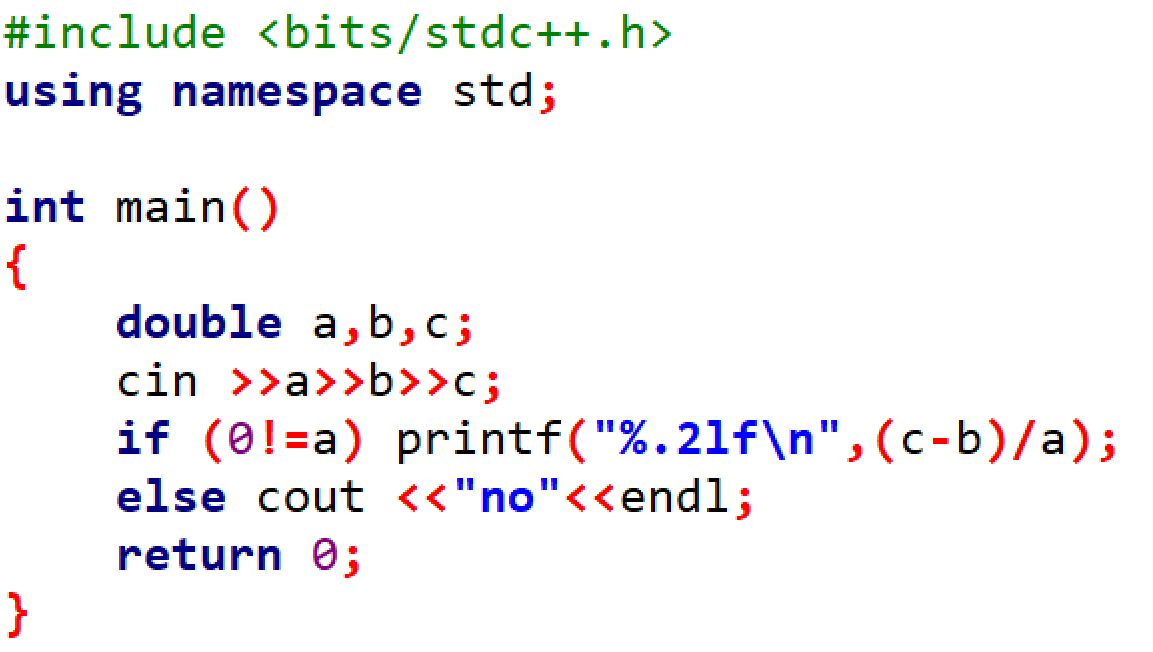 #include <bits/stdc++.h>
using namespace std;

int main()
{
    double a,b,c;
    cin >>a>>b>>c;
    if (0!=a) printf("%.2lf\n",(c-b)/a);
    else cout <<"no"<<endl;
    return 0;
}